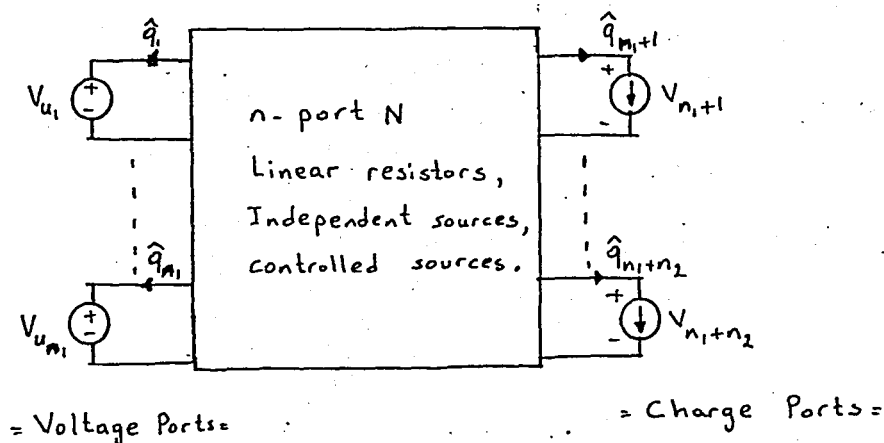 q̂₁
q̂ₙ₁₊₁
+
-
V_u₁
n-port N
+
-
Vₙ₁₊₁
Linear resistors,
Independent sources,
controlled sources.
q̂ₙ₁
q̂ₙ₁₊ₙ₂
+
-
V_uₙ₁
+
-
Vₙ₁₊ₙ₂
= Voltage Ports=
= Charge Ports=